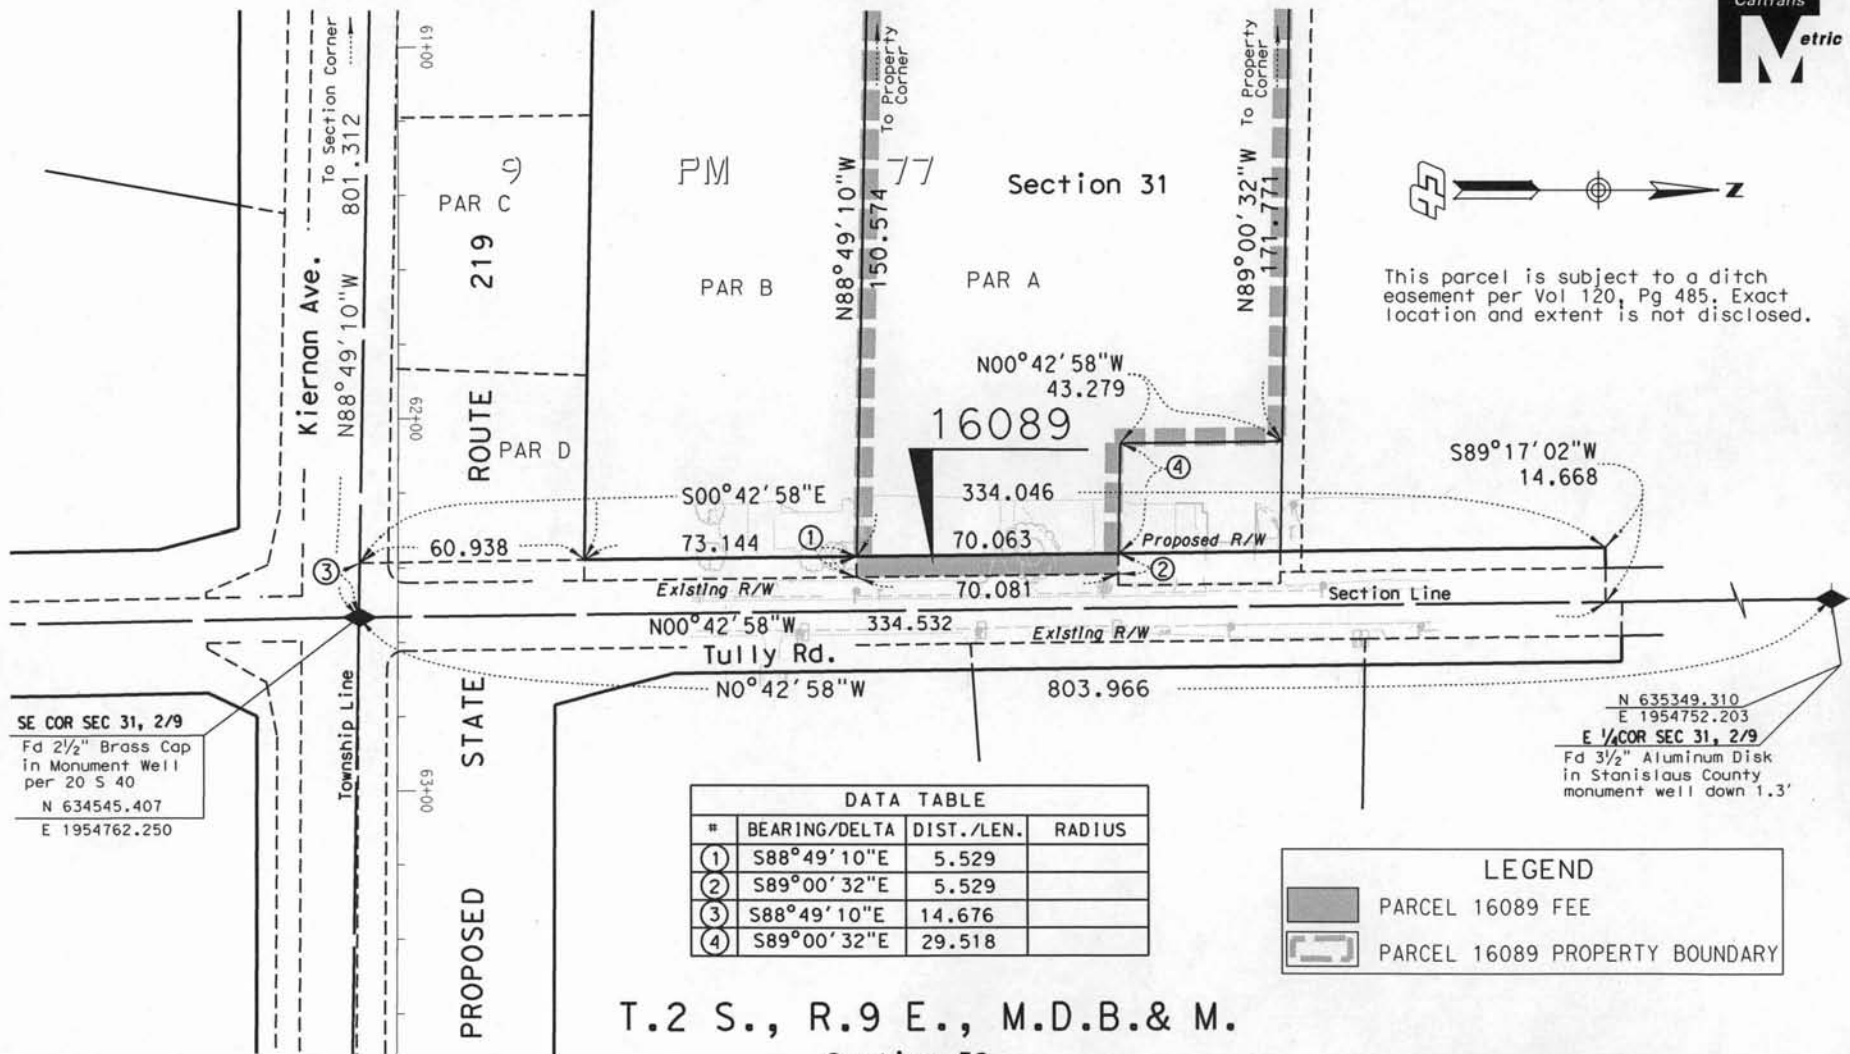 Caltrans
Metric
To Section Corner
N88°49'10"W 801.312
Kiernan Ave.
61+00
62+00
63+00
9 PM 77
PAR C
219
ROUTE
PAR D
PAR B
PAR A
Section 31
To Property Corner
N88°49'10"W
150.574
To Property Corner
N89°00'32"W
171.771
Z
This parcel is subject to a ditch
easement per Vol 120, Pg 485. Exact
location and extent is not disclosed.
N00°42'58"W
43.279
16089
4
S89°17'02"W
14.668
S00°42'58"E
334.046
60.938
73.144
1
70.063
Proposed R/W
3
2
Existing R/W
70.081
Section Line
N00°42'58"W
334.532
Existing R/W
Tully Rd.
N0°42'58"W
803.966
Township Line
STATE
PROPOSED
SE COR SEC 31, 2/9
Fd 2½" Brass Cap
in Monument Well
per 20 S 40
N 634545.407
E 1954762.250
N 635349.310
E 1954752.203
E ¼COR SEC 31, 2/9
Fd 3½" Aluminum Disk
in Stanislaus County
monument well down 1.3'
DATA TABLE
# BEARING/DELTA DIST./LEN. RADIUS
1 S88°49'10"E 5.529
2 S89°00'32"E 5.529
3 S88°49'10"E 14.676
4 S89°00'32"E 29.518
LEGEND
PARCEL 16089 FEE
PARCEL 16089 PROPERTY BOUNDARY
T.2 S., R.9 E., M.D.B.& M.